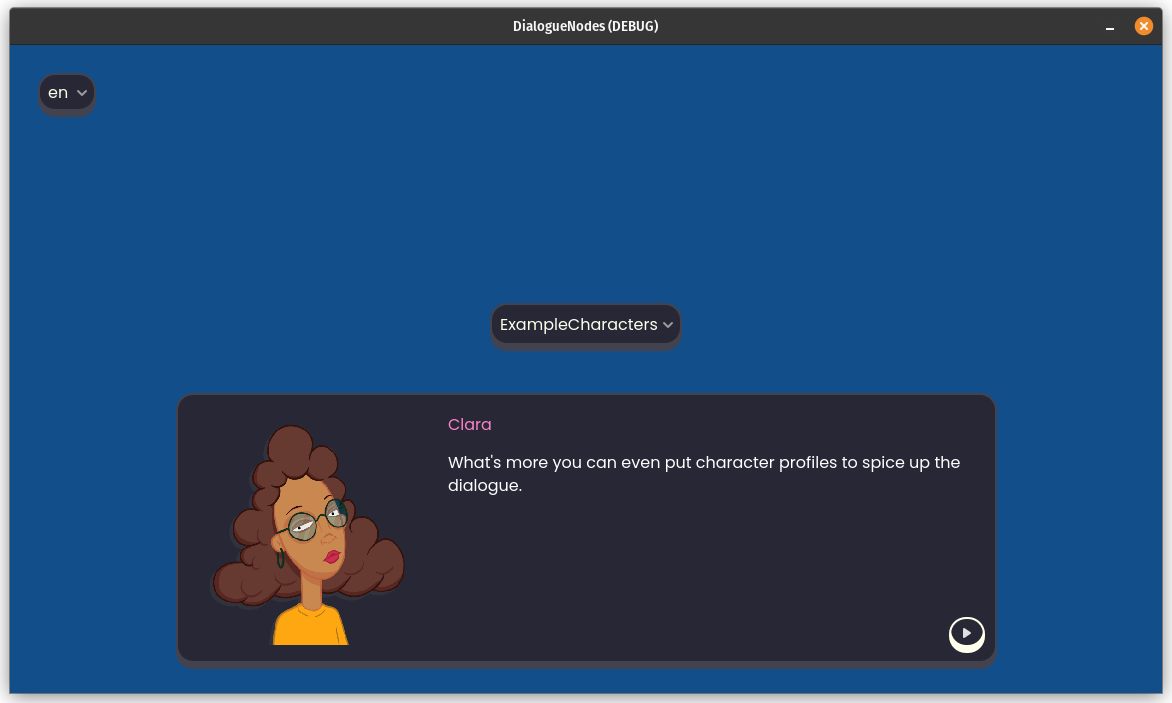 DialogueNodes (DEBUG)
en
ExampleCharacters
Clara
What's more you can even put character profiles to spice up the
dialogue.